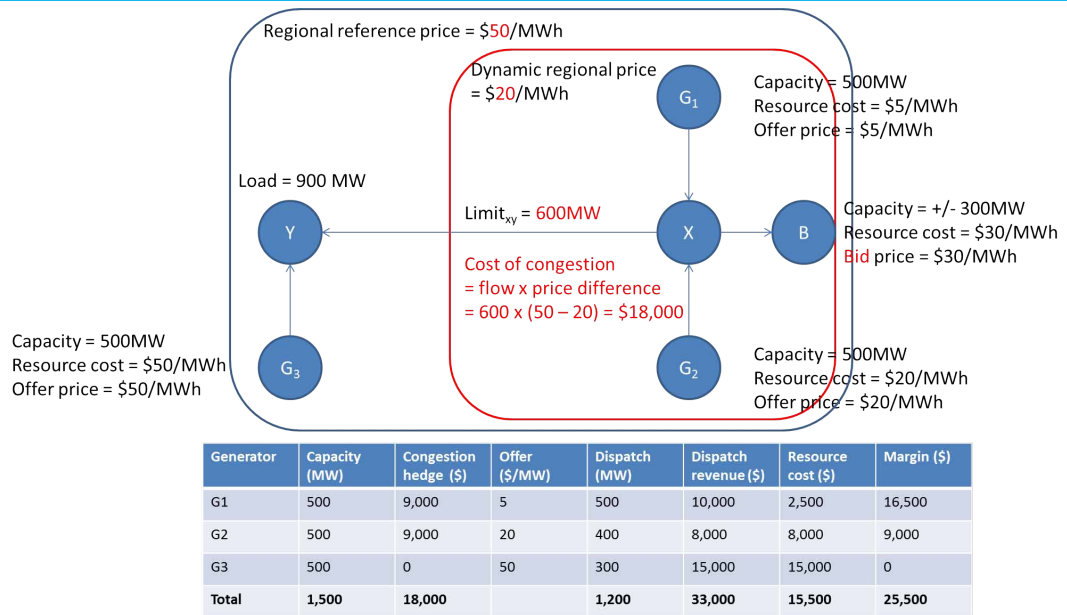 Regional reference price = $50/MWh
Dynamic regional price
= $20/MWh
G1
Capacity = 500MW
Resource cost = $5/MWh
Offer price = $5/MWh
Load = 900 MW
Limitxy = 600MW
Y
X
B
Capacity = +/- 300MW
Resource cost = $30/MWh
Bid price = $30/MWh
Cost of congestion
= flow x price difference
= 600 x (50 – 20) = $18,000
Capacity = 500MW
Resource cost = $50/MWh
Offer price = $50/MWh
G3
G2
Capacity = 500MW
Resource cost = $20/MWh
Offer price = $20/MWh
Generator Capacity (MW) Congestion hedge ($) Offer ($/MW) Dispatch (MW) Dispatch revenue ($) Resource cost ($) Margin ($)
G1 500 9,000 5 500 10,000 2,500 16,500
G2 500 9,000 20 400 8,000 8,000 9,000
G3 500 0 50 300 15,000 15,000 0
Total 1,500 18,000 1,200 33,000 15,500 25,500